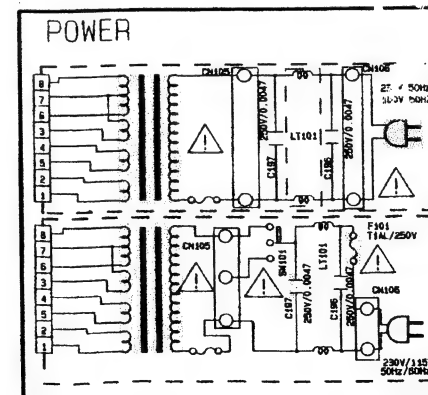 POWER
CN105
CN106
8
7
6
3
4
5
2
1
50Hz
50Hz
250V/0.0047
LT101
250V/0.0047
C197
C196
8
7
6
3
4
5
2
1
CN105
SW101
LT101
F101
T1AL/250V
C197
250V/0.0047
C196
250V/0.0047
CN106
230V/115
50Hz/60Hz